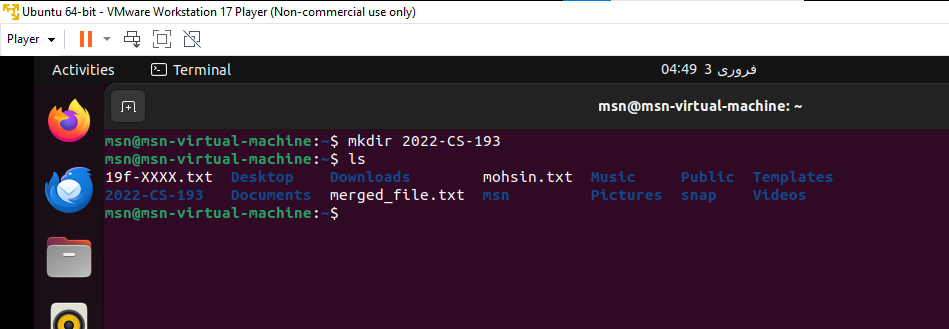 Ubuntu 64-bit - VMware Workstation 17 Player (Non-commercial use only)
Player
Activities Terminal 04:49 3 فروری
msn@msn-virtual-machine: ~
msn@msn-virtual-machine:~$ mkdir 2022-CS-193
msn@msn-virtual-machine:~$ ls
19f-XXXX.txt Desktop Downloads mohsin.txt Music Public Templates
2022-CS-193 Documents merged_file.txt msn Pictures snap Videos
msn@msn-virtual-machine:~$